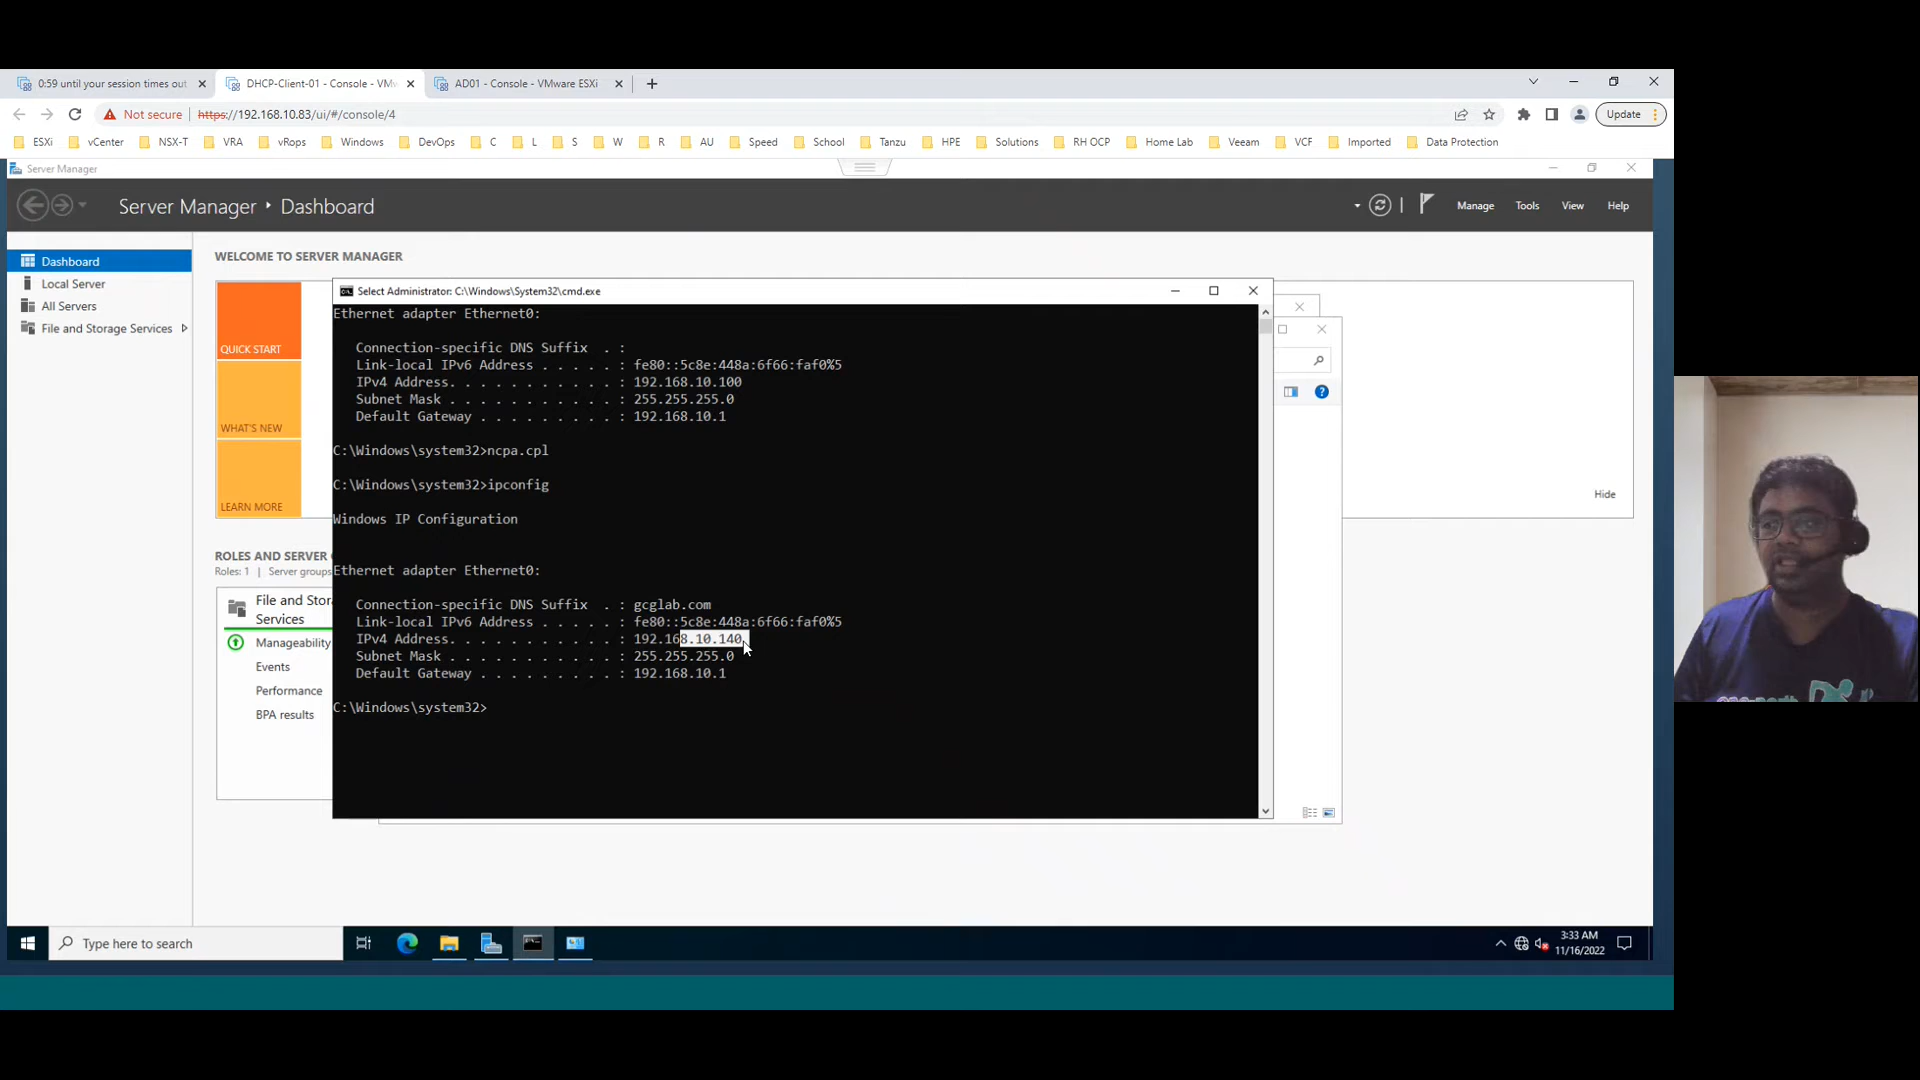 0:59 until your session times out
DHCP-Client-01 - Console - VM
AD01 - Console - VMware ESXi
Not secure
https://192.168.10.83/ui/#/console/4
Update
ESXi
vCenter
NSX-T
VRA
vRops
Windows
DevOps
C
L
S
W
R
AU
Speed
School
Tanzu
HPE
Solutions
RH OCP
Home Lab
Veeam
VCF
Imported
Data Protection
Server Manager
Server Manager
Dashboard
Manage
Tools
View
Help
Dashboard
Local Server
All Servers
File and Storage Services
WELCOME TO SERVER MANAGER
QUICK START
WHAT'S NEW
LEARN MORE
Hide
ROLES AND SERVER
Roles: 1 | Server groups
File and Stor
Services
Manageability
Events
Performance
BPA results
Select Administrator: C:\Windows\System32\cmd.exe
Ethernet adapter Ethernet0:
Connection-specific DNS Suffix . :
Link-local IPv6 Address . . . . . : fe80::5c8e:448a:6f66:faf0%5
IPv4 Address. . . . . . . . . . . : 192.168.10.100
Subnet Mask . . . . . . . . . . . : 255.255.255.0
Default Gateway . . . . . . . . . : 192.168.10.1
C:\Windows\system32>ncpa.cpl
C:\Windows\system32>ipconfig
Windows IP Configuration
Ethernet adapter Ethernet0:
Connection-specific DNS Suffix . : gcglab.com
Link-local IPv6 Address . . . . . : fe80::5c8e:448a:6f66:faf0%5
IPv4 Address. . . . . . . . . . . : 192.168.10.140
Subnet Mask . . . . . . . . . . . : 255.255.255.0
Default Gateway . . . . . . . . . : 192.168.10.1
C:\Windows\system32>
Type here to search
3:33 AM
11/16/2022